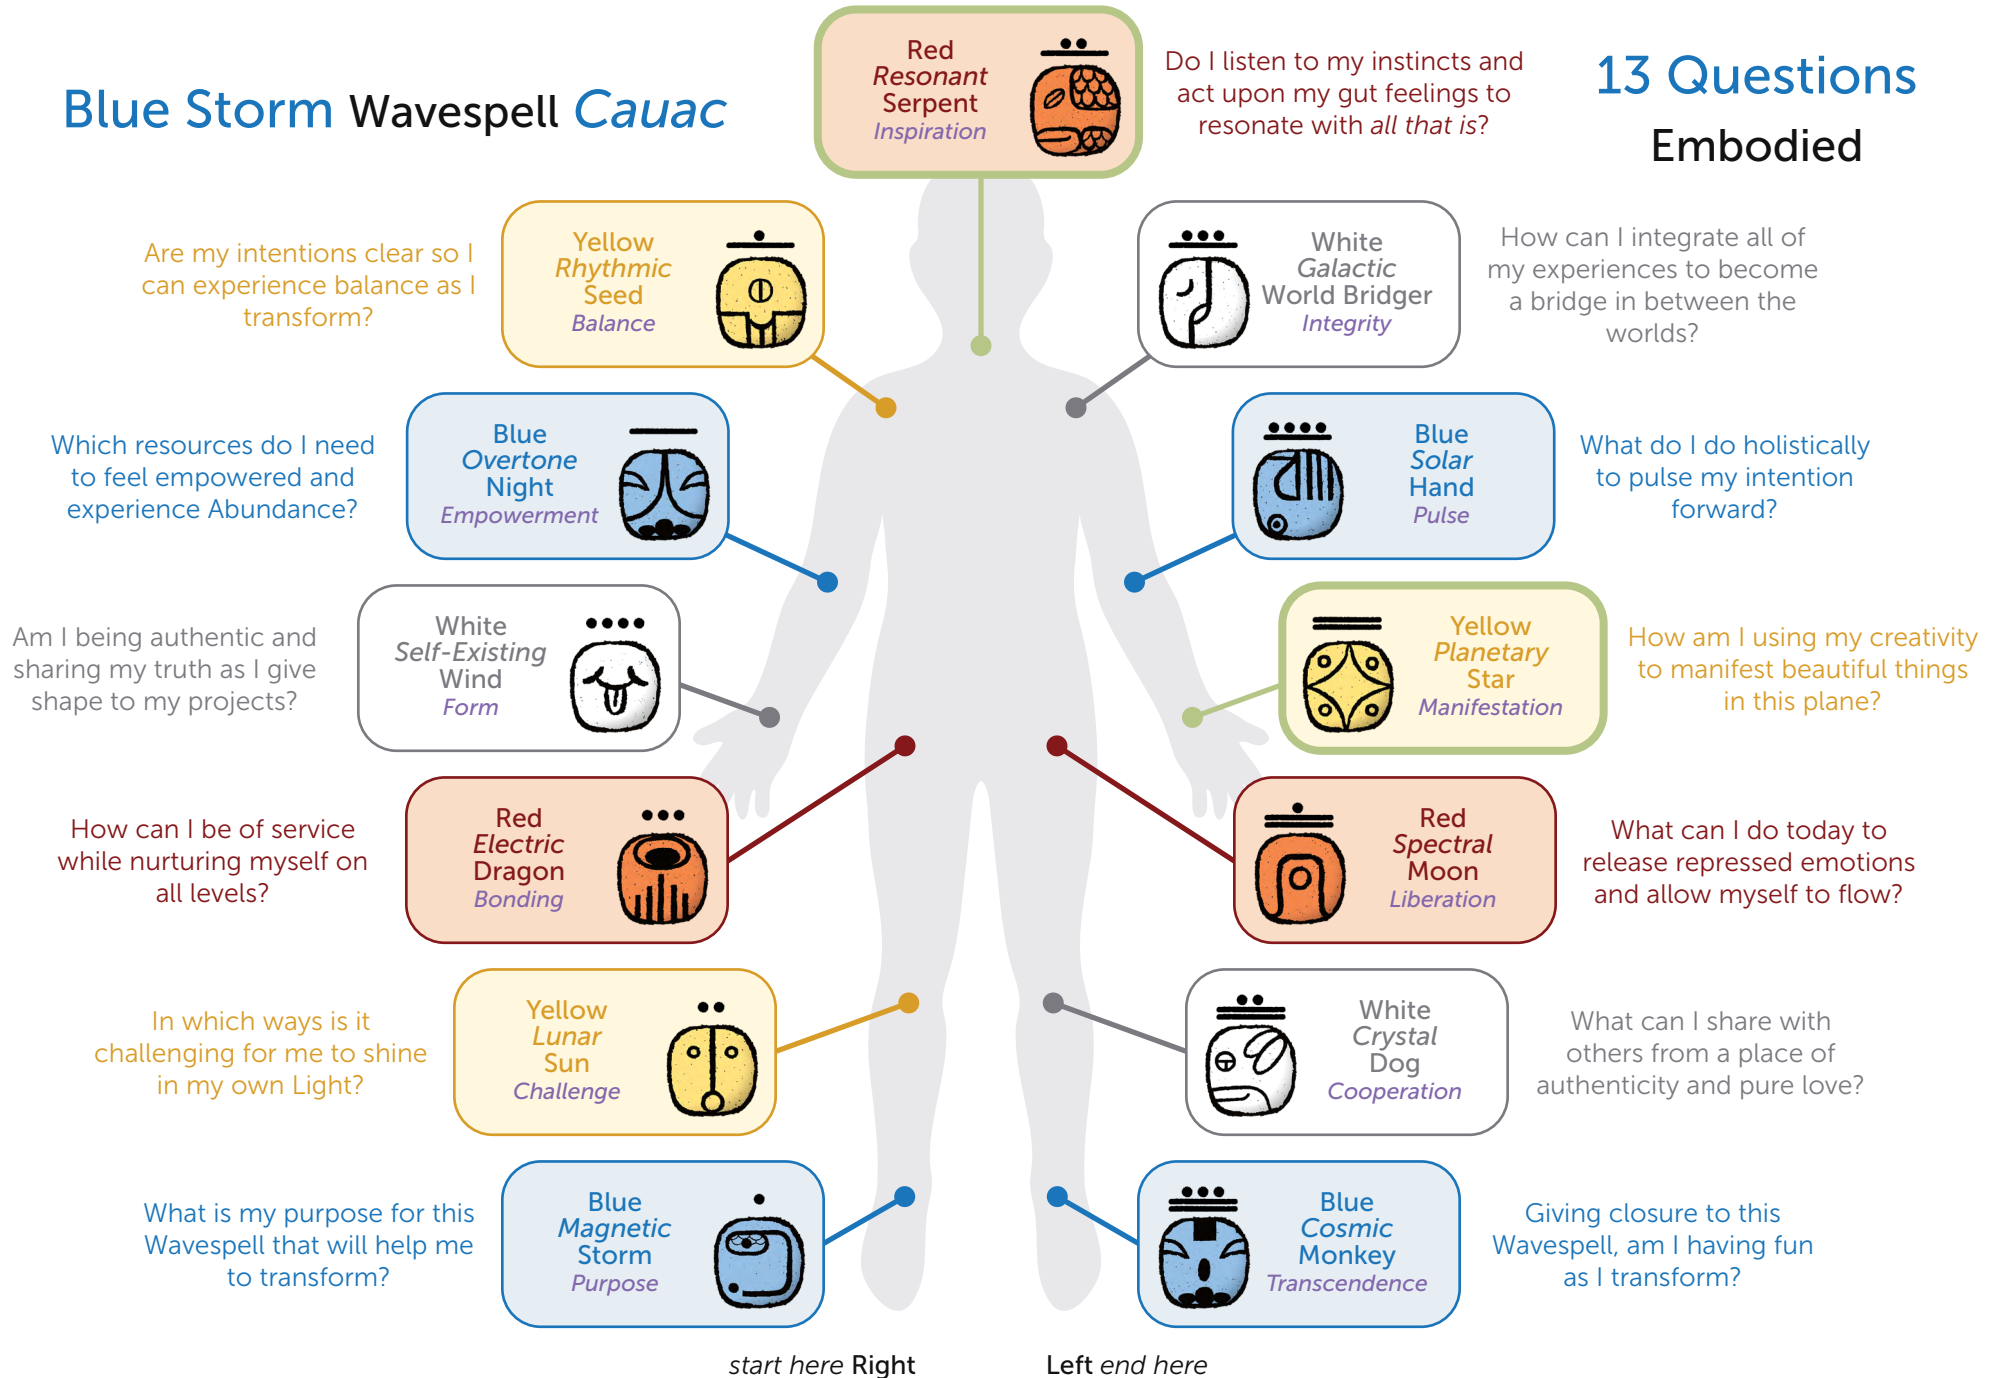 Blue Storm Wavespell Cauac
13 Questions
Embodied
Red
Resonant
Serpent
Inspiration
Do I listen to my instincts and
act upon my gut feelings to
resonate with all that is?
Are my intentions clear so I
can experience balance as I
transform?
Yellow
Rhythmic
Seed
Balance
White
Galactic
World Bridger
Integrity
How can I integrate all of
my experiences to become
a bridge in between the
worlds?
Which resources do I need
to feel empowered and
experience Abundance?
Blue
Overtone
Night
Empowerment
Blue
Solar
Hand
Pulse
What do I do holistically
to pulse my intention
forward?
Am I being authentic and
sharing my truth as I give
shape to my projects?
White
Self-Existing
Wind
Form
Yellow
Planetary
Star
Manifestation
How am I using my creativity
to manifest beautiful things
in this plane?
How can I be of service
while nurturing myself on
all levels?
Red
Electric
Dragon
Bonding
Red
Spectral
Moon
Liberation
What can I do today to
release repressed emotions
and allow myself to flow?
In which ways is it
challenging for me to shine
in my own Light?
Yellow
Lunar
Sun
Challenge
White
Crystal
Dog
Cooperation
What can I share with
others from a place of
authenticity and pure love?
What is my purpose for this
Wavespell that will help me
to transform?
Blue
Magnetic
Storm
Purpose
Blue
Cosmic
Monkey
Transcendence
Giving closure to this
Wavespell, am I having fun
as I transform?
start here Right
Left end here